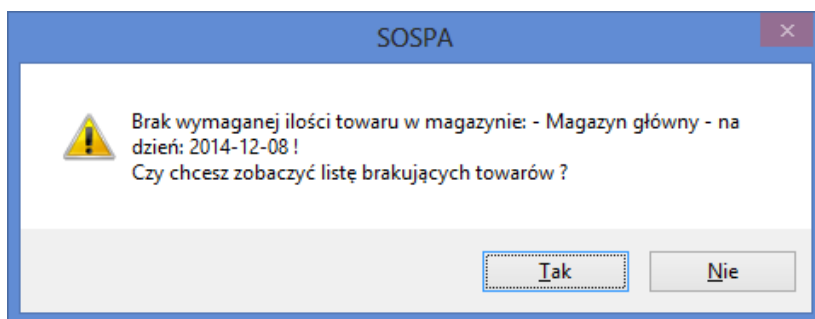 SOSPA
Brak wymaganej ilości towaru w magazynie: - Magazyn główny - na
dzień: 2014-12-08 !
Czy chcesz zobaczyć listę brakujących towarów ?
Tak
Nie